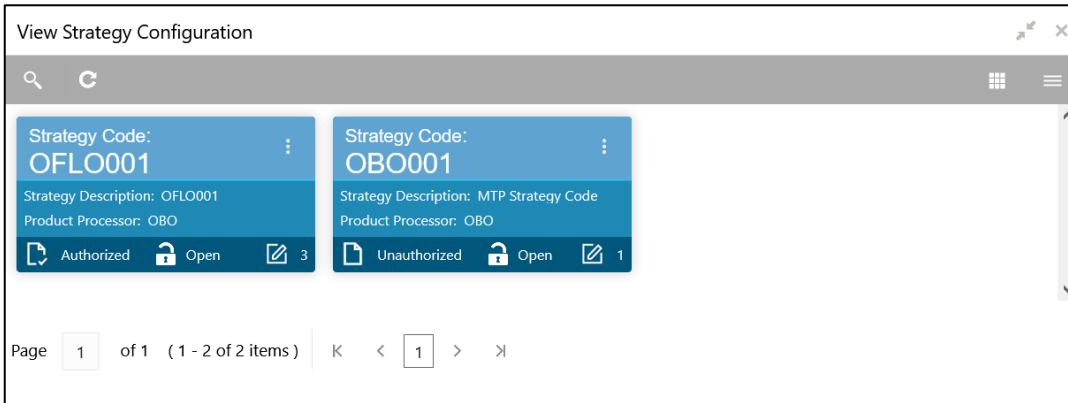 View Strategy Configuration
Strategy Code:
OFLO001
Strategy Description: OFLO001
Product Processor: OBO
Authorized Open 3
Strategy Code:
OBO001
Strategy Description: MTP Strategy Code
Product Processor: OBO
Unauthorized Open 1
Page 1 of 1 ( 1 - 2 of 2 items ) 1